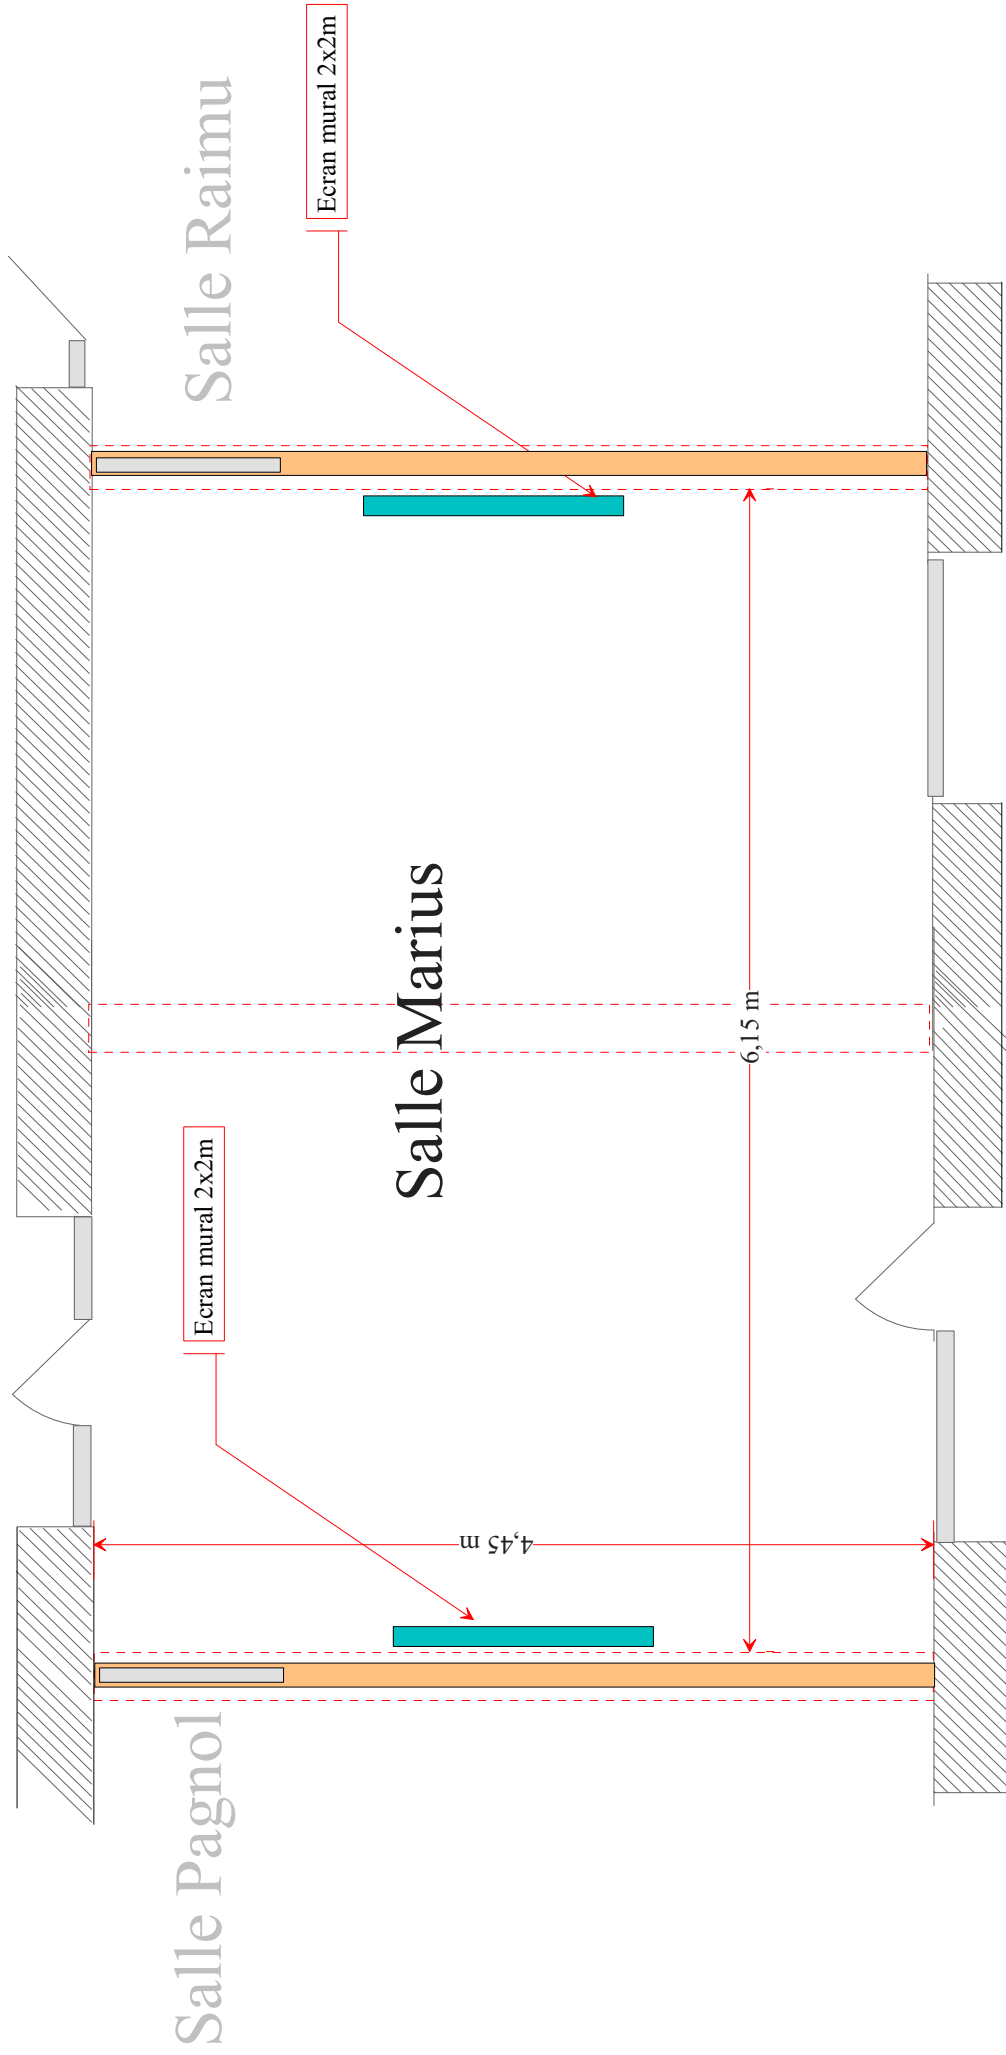 Salle Pagnol
Ecran mural 2x2m
Salle Marius
Ecran mural 2x2m
Salle Raimu
4,45 m
6,15 m